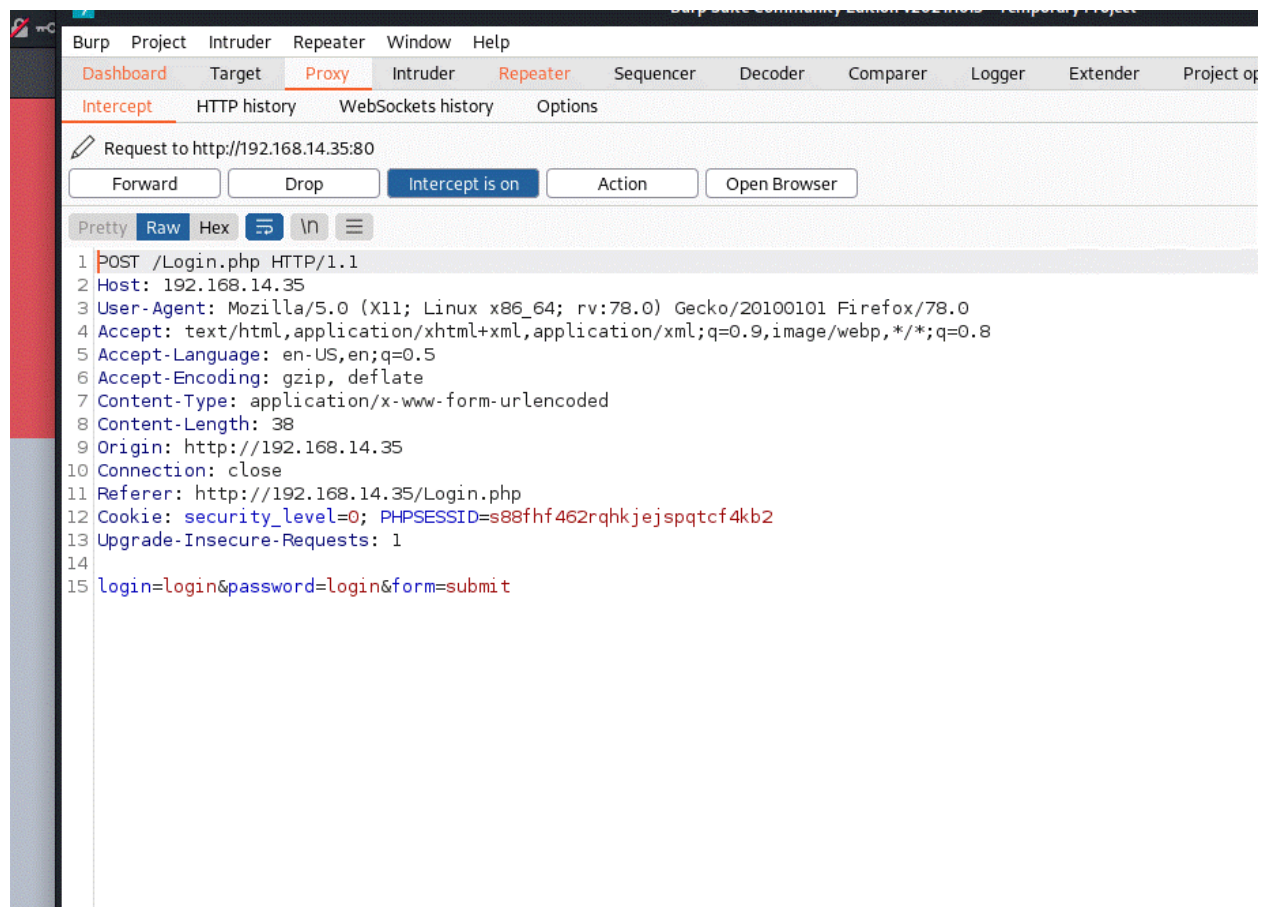 Burp Project Intruder Repeater Window Help
Dashboard Target Proxy Intruder Repeater Sequencer Decoder Comparer Logger Extender Project op
Intercept HTTP history WebSockets history Options
Request to http://192.168.14.35:80
Forward Drop Intercept is on Action Open Browser
Pretty Raw Hex \n
1 POST /Login.php HTTP/1.1
2 Host: 192.168.14.35
3 User-Agent: Mozilla/5.0 (X11; Linux x86_64; rv:78.0) Gecko/20100101 Firefox/78.0
4 Accept: text/html,application/xhtml+xml,application/xml;q=0.9,image/webp,*/*;q=0.8
5 Accept-Language: en-US,en;q=0.5
6 Accept-Encoding: gzip, deflate
7 Content-Type: application/x-www-form-urlencoded
8 Content-Length: 38
9 Origin: http://192.168.14.35
10 Connection: close
11 Referer: http://192.168.14.35/Login.php
12 Cookie: security_level=0; PHPSESSID=s88fhf462rqhkjejspqtcf4kb2
13 Upgrade-Insecure-Requests: 1
14
15 login=login&password=login&form=submit